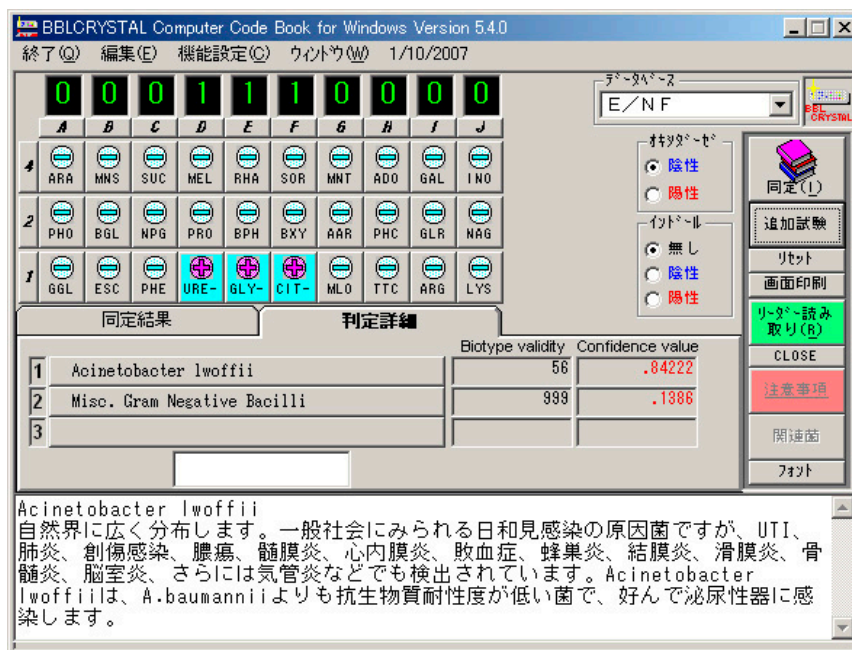 BBLCRYSTAL Computer Code Book for Windows Version 5.4.0
終了(Q) 編集(E) 機能設定(C) ウィンドウ(W) 1/10/2007
0 0 0 1 1 1 0 0 0 0
A B C D E F G H I J
データベース
E/NF
BBL CRYSTAL
4 ARA MNS SUC MEL RHA SOR MNT ADO GAL INO
2 PHO BGL NPG PRO BPH BXY AAR PHC GLR NAG
1 GGL ESC PHE URE- GLY- CIT- MLO TTC ARG LYS
オキシダーゼ
陰性
陽性
インドール
無し
陰性
陽性
同定(I)
追加試験
リセット
画面印刷
リーダー読み
取り(R)
CLOSE
注意事項
関連菌
フォント
同定結果 判定詳細
Biotype validity Confidence value
1 Acinetobacter lwoffii 56 .84222
2 Misc. Gram Negative Bacilli 999 .1386
3
Acinetobacter lwoffii
自然界に広く分布します。一般社会にみられる日和見感染の原因菌ですが、UTI、
肺炎、創傷感染、膿瘍、髄膜炎、心内膜炎、敗血症、蜂巣炎、結膜炎、滑膜炎、骨
髄炎、脳室炎、さらには気管炎などでも検出されています。Acinetobacter
lwoffiiは、A.baumanniiよりも抗生物質耐性度が低い菌で、好んで泌尿性器に感
染します。